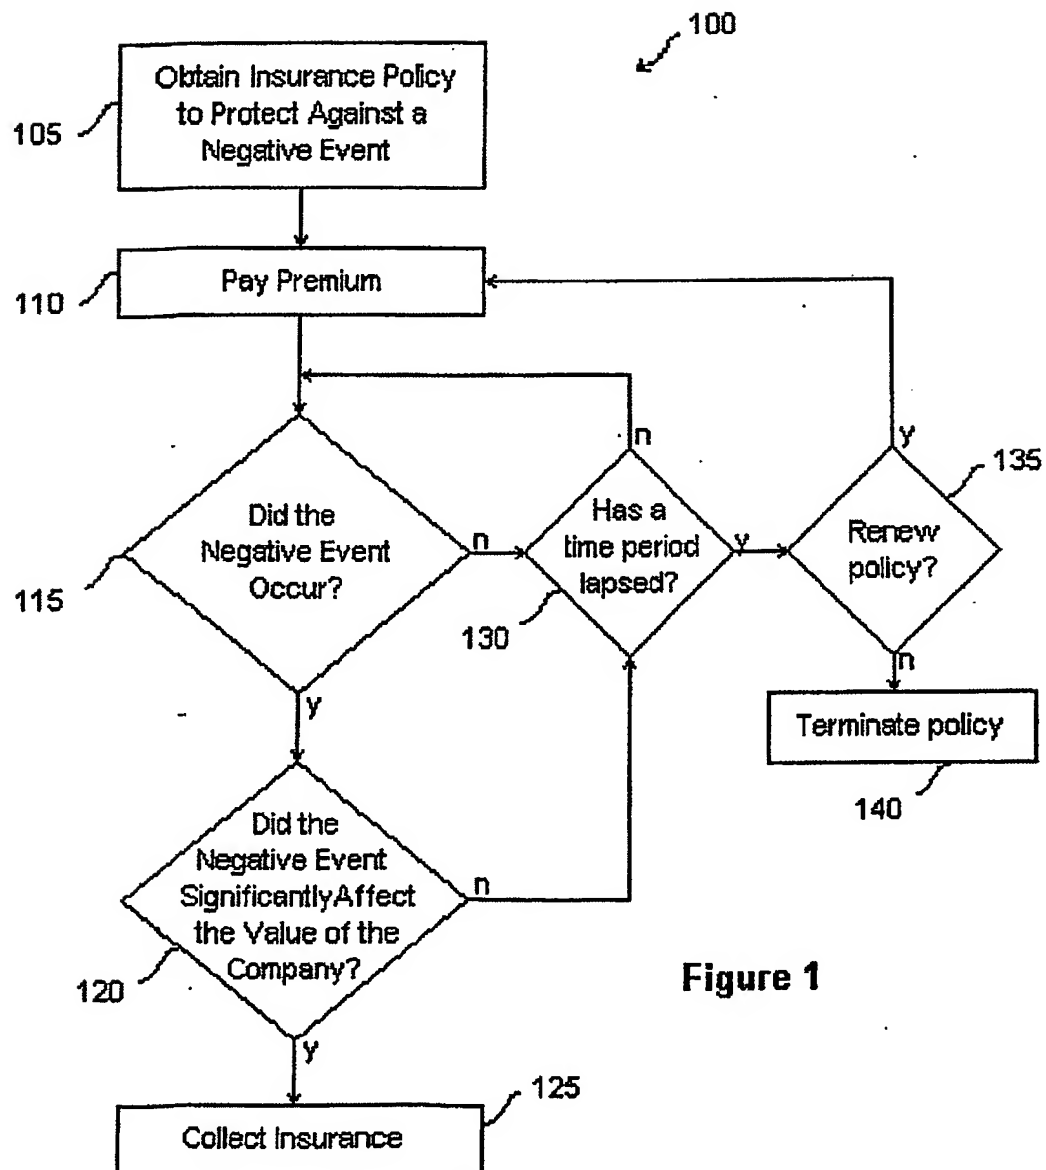 100
Obtain Insurance Policy
to Protect Against a
Negative Event
105
Pay Premium
110
Did the
Negative Event
Occur?
115
n
y
Has a
time period
lapsed?
130
n
y
Renew
policy?
135
y
n
Terminate policy
140
Did the
Negative Event
Significantly Affect
the Value of the
Company?
120
n
y
Figure 1
Collect Insurance
125